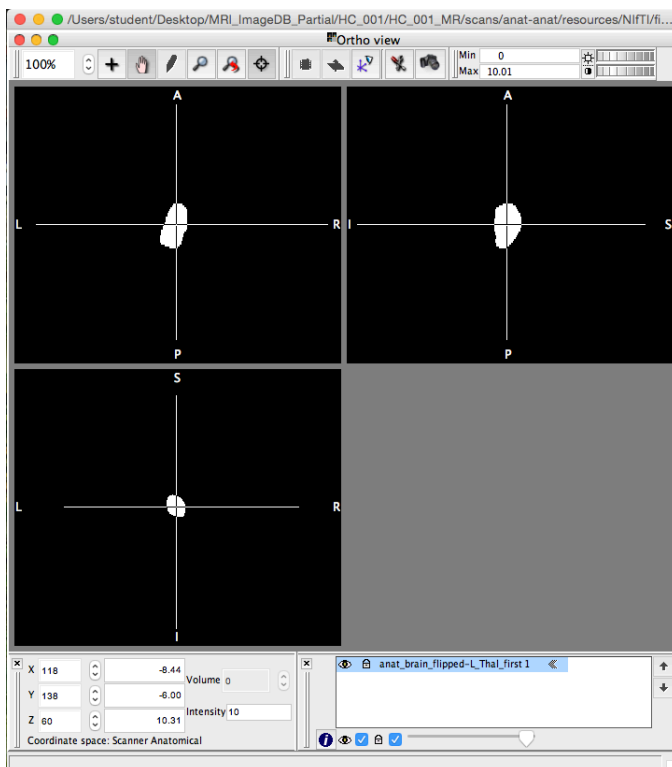 /Users/student/Desktop/MRI_ImageDB_Partial/HC_001/HC_001_MR/scans/anat-anat/resources/NIfTI/fi...
Ortho view
100%
Min 0
Max 10.01
A
A
L
R
I
S
P
P
S
L
R
I
X 118 -8.44
Volume 0
Y 138 -6.00
Intensity 10
Z 60 10.31
Coordinate space: Scanner Anatomical
anat_brain_flipped-L_Thal_first 1